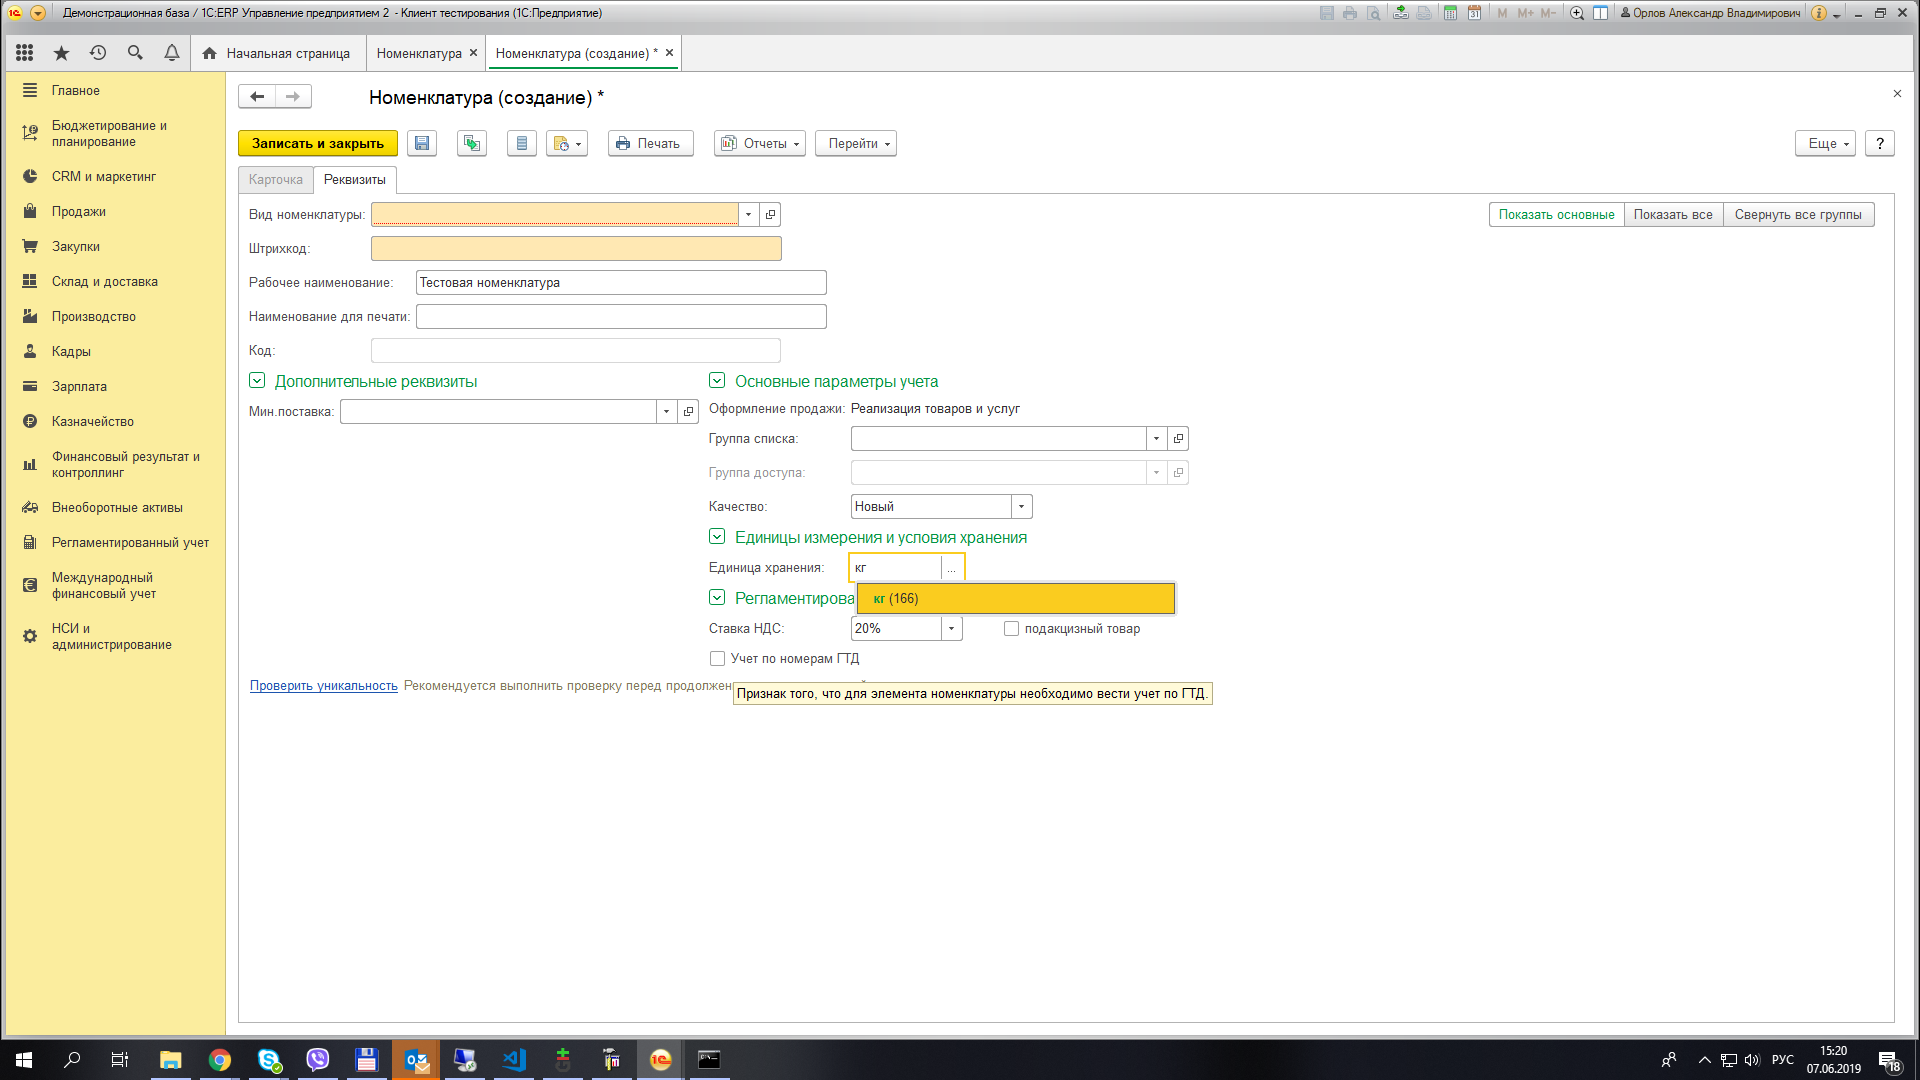 Демонстрационная база / 1С:ERP Управление предприятием 2 - Клиент тестирования (1С:Предприятие)
M M+ M- Орлов Александр Владимирович
Начальная страница Номенклатура Номенклатура (создание) *
Главное
Бюджетирование и
планирование
CRM и маркетинг
Продажи
Закупки
Склад и доставка
Производство
Кадры
Зарплата
Казначейство
Финансовый результат и
контроллинг
Внеоборотные активы
Регламентированный учет
Международный
финансовый учет
НСИ и
администрирование
Номенклатура (создание) *
Записать и закрыть Печать Отчеты Перейти Еще ?
Карточка Реквизиты
Вид номенклатуры: Показать основные Показать все Свернуть все группы
Штрихкод:
Рабочее наименование: Тестовая номенклатура
Наименование для печати:
Код:
Дополнительные реквизиты
Мин.поставка:
Основные параметры учета
Оформление продажи: Реализация товаров и услуг
Группа списка:
Группа доступа:
Качество: Новый
Единицы измерения и условия хранения
Единица хранения: кг ...
Регламентирова
кг (166)
Ставка НДС: 20% подакцизный товар
Учет по номерам ГТД
Проверить уникальность Рекомендуется выполнить проверку перед продолжен
Признак того, что для элемента номенклатуры необходимо вести учет по ГТД.
РУС 15:20
07.06.2019 18